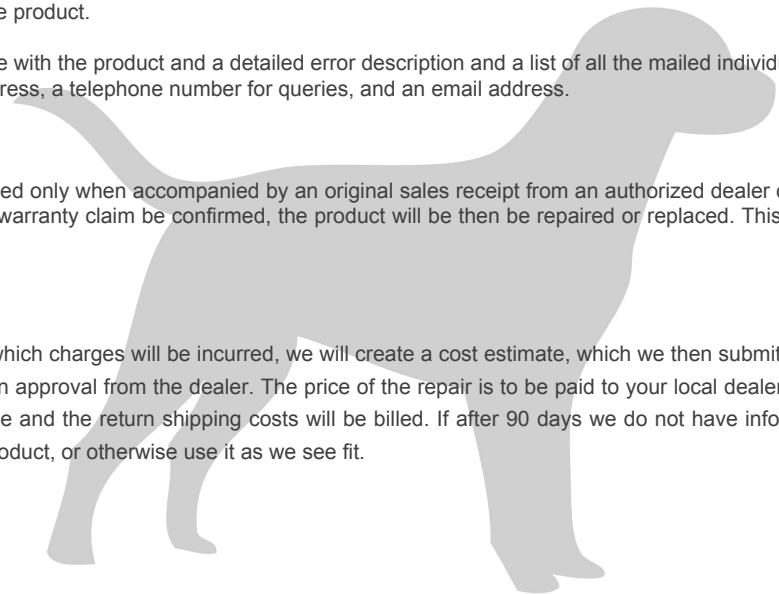 e product.
e with the product and a detailed error description and a list of all the mailed individu
ress, a telephone number for queries, and an email address.
ed only when accompanied by an original sales receipt from an authorized dealer
warranty claim be confirmed, the product will be then be repaired or replaced. This
which charges will be incurred, we will create a cost estimate, which we then submit
n approval from the dealer. The price of the repair is to be paid to your local dealer
e and the return shipping costs will be billed. If after 90 days we do not have info
oduct, or otherwise use it as we see fit.